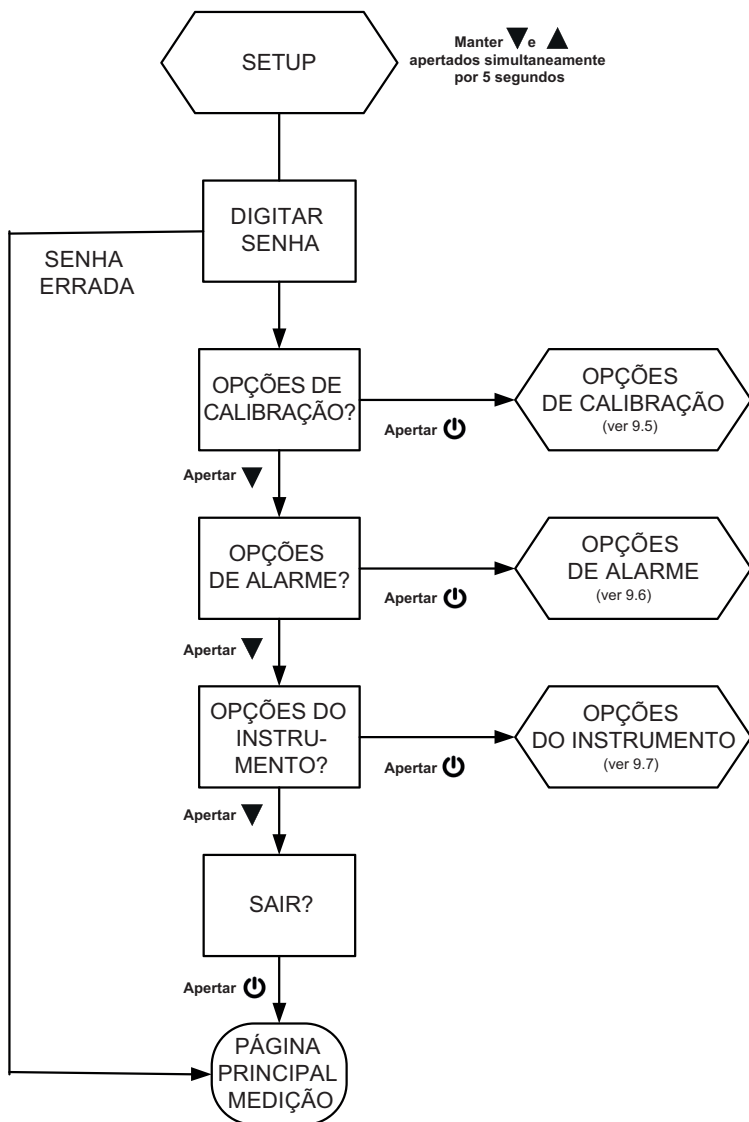 SETUP
Manter ▼ e ▲
apertados simultaneamente
por 5 segundos
DIGITAR
SENHA
SENHA
ERRADA
OPÇÕES DE
CALIBRAÇÃO?
Apertar
OPÇÕES
DE CALIBRAÇÃO
(ver 9.5)
Apertar ▼
OPÇÕES
DE ALARME?
Apertar
OPÇÕES
DE ALARME
(ver 9.6)
Apertar ▼
OPÇÕES DO
INSTRU-
MENTO?
Apertar
OPÇÕES
DO INSTRUMENTO
(ver 9.7)
Apertar ▼
SAIR?
Apertar
PÁGINA
PRINCIPAL
MEDIÇÃO